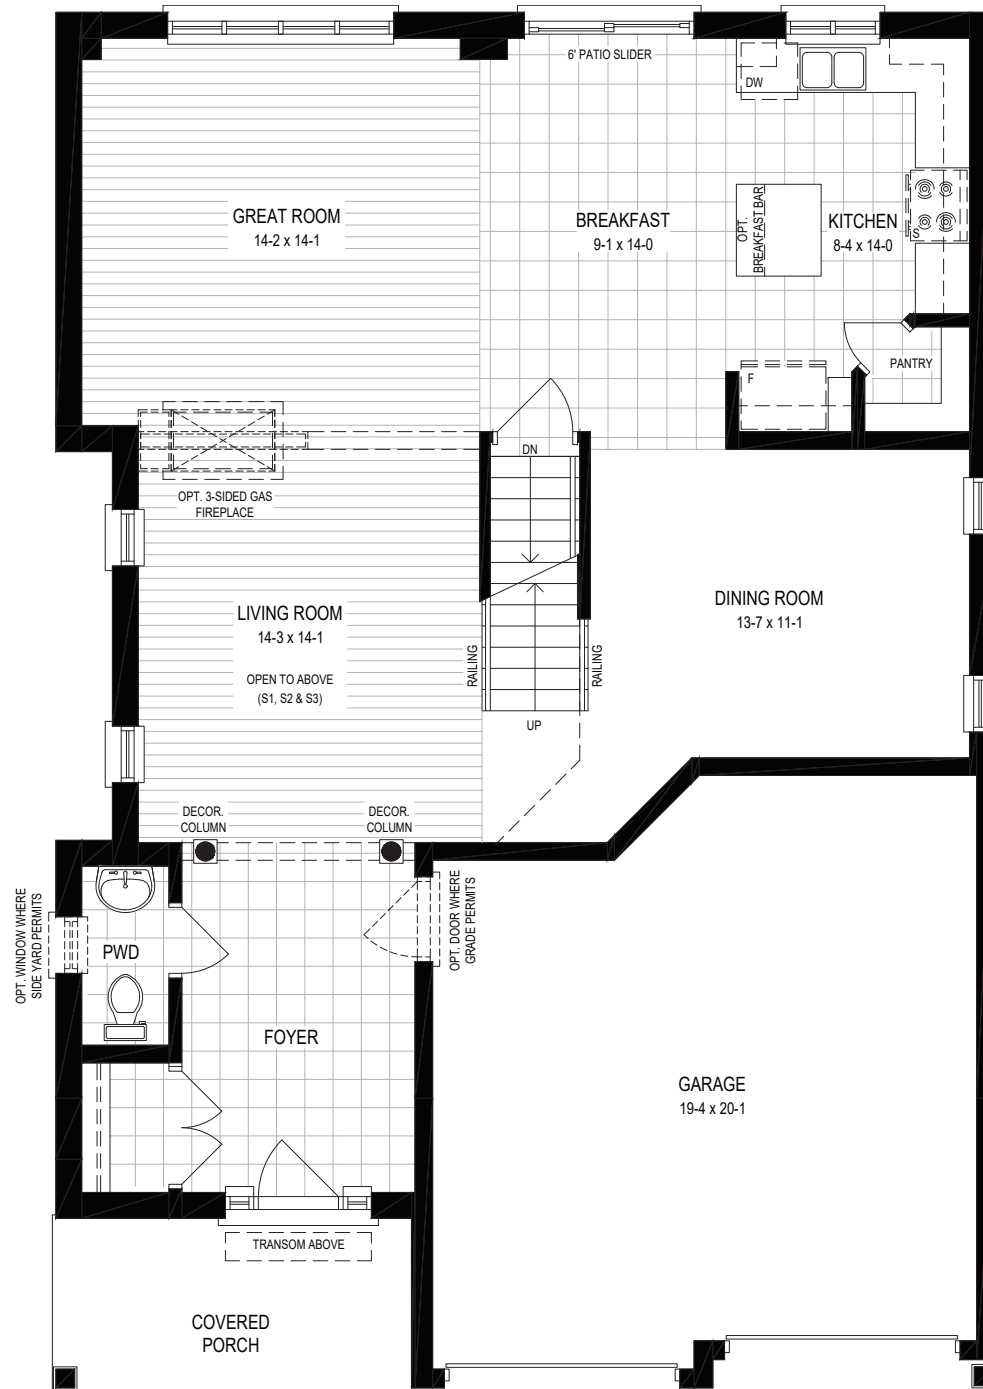 6' PATIO SLIDER
DW
GREAT ROOM
14-2 x 14-1
BREAKFAST
9-1 x 14-0
OPT.
BREAKFAST BAR
KITCHEN
8-4 x 14-0
S
PANTRY
F
DN
OPT. 3-SIDED GAS
FIREPLACE
LIVING ROOM
14-3 x 14-1
OPEN TO ABOVE
(S1, S2 & S3)
RAILING
RAILING
UP
DINING ROOM
13-7 x 11-1
DECOR.
COLUMN
DECOR.
COLUMN
OPT. WINDOW WHERE
SIDE YARD PERMITS
PWD
OPT. DOOR WHERE
GRADE PERMITS
FOYER
GARAGE
19-4 x 20-1
TRANSOM ABOVE
COVERED
PORCH